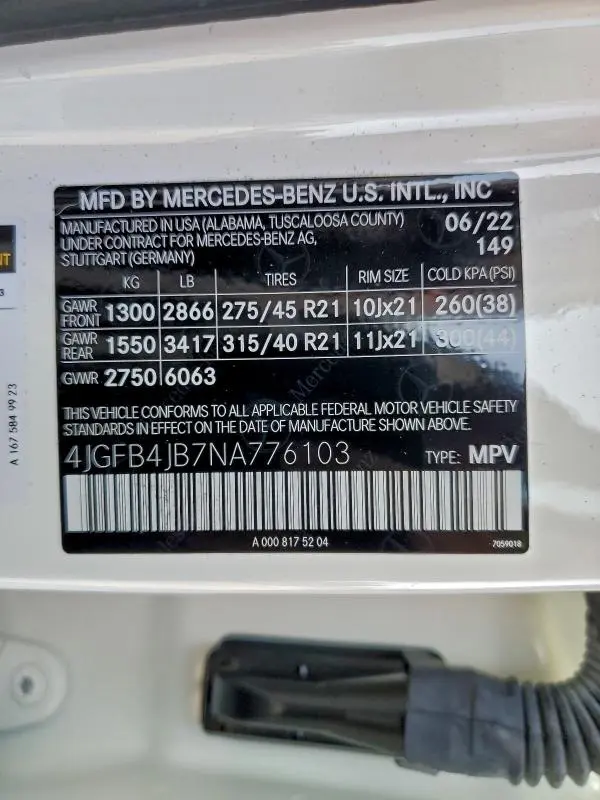 MFD BY MERCEDES-BENZ U.S. INTL., INC
MANUFACTURED IN USA (ALABAMA, TUSCALOOSA COUNTY) 06/22
UNDER CONTRACT FOR MERCEDES-BENZ AG, 149
STUTTGART (GERMANY)
KG LB TIRES RIM SIZE COLD KPA (PSI)
GAWR FRONT 1300 2866 275/45 R21 10Jx21 260(38)
GAWR REAR 1550 3417 315/40 R21 11Jx21 300(44)
GVWR 2750 6063
THIS VEHICLE CONFORMS TO ALL APPLICABLE FEDERAL MOTOR VEHICLE SAFETY
STANDARDS IN EFFECT ON THE DATE OF MANUFACTURE SHOWN ABOVE.
4JGFB4JB7NA776103 TYPE: MPV
A 000 817 52 04 7059018
A 167 584 99 23